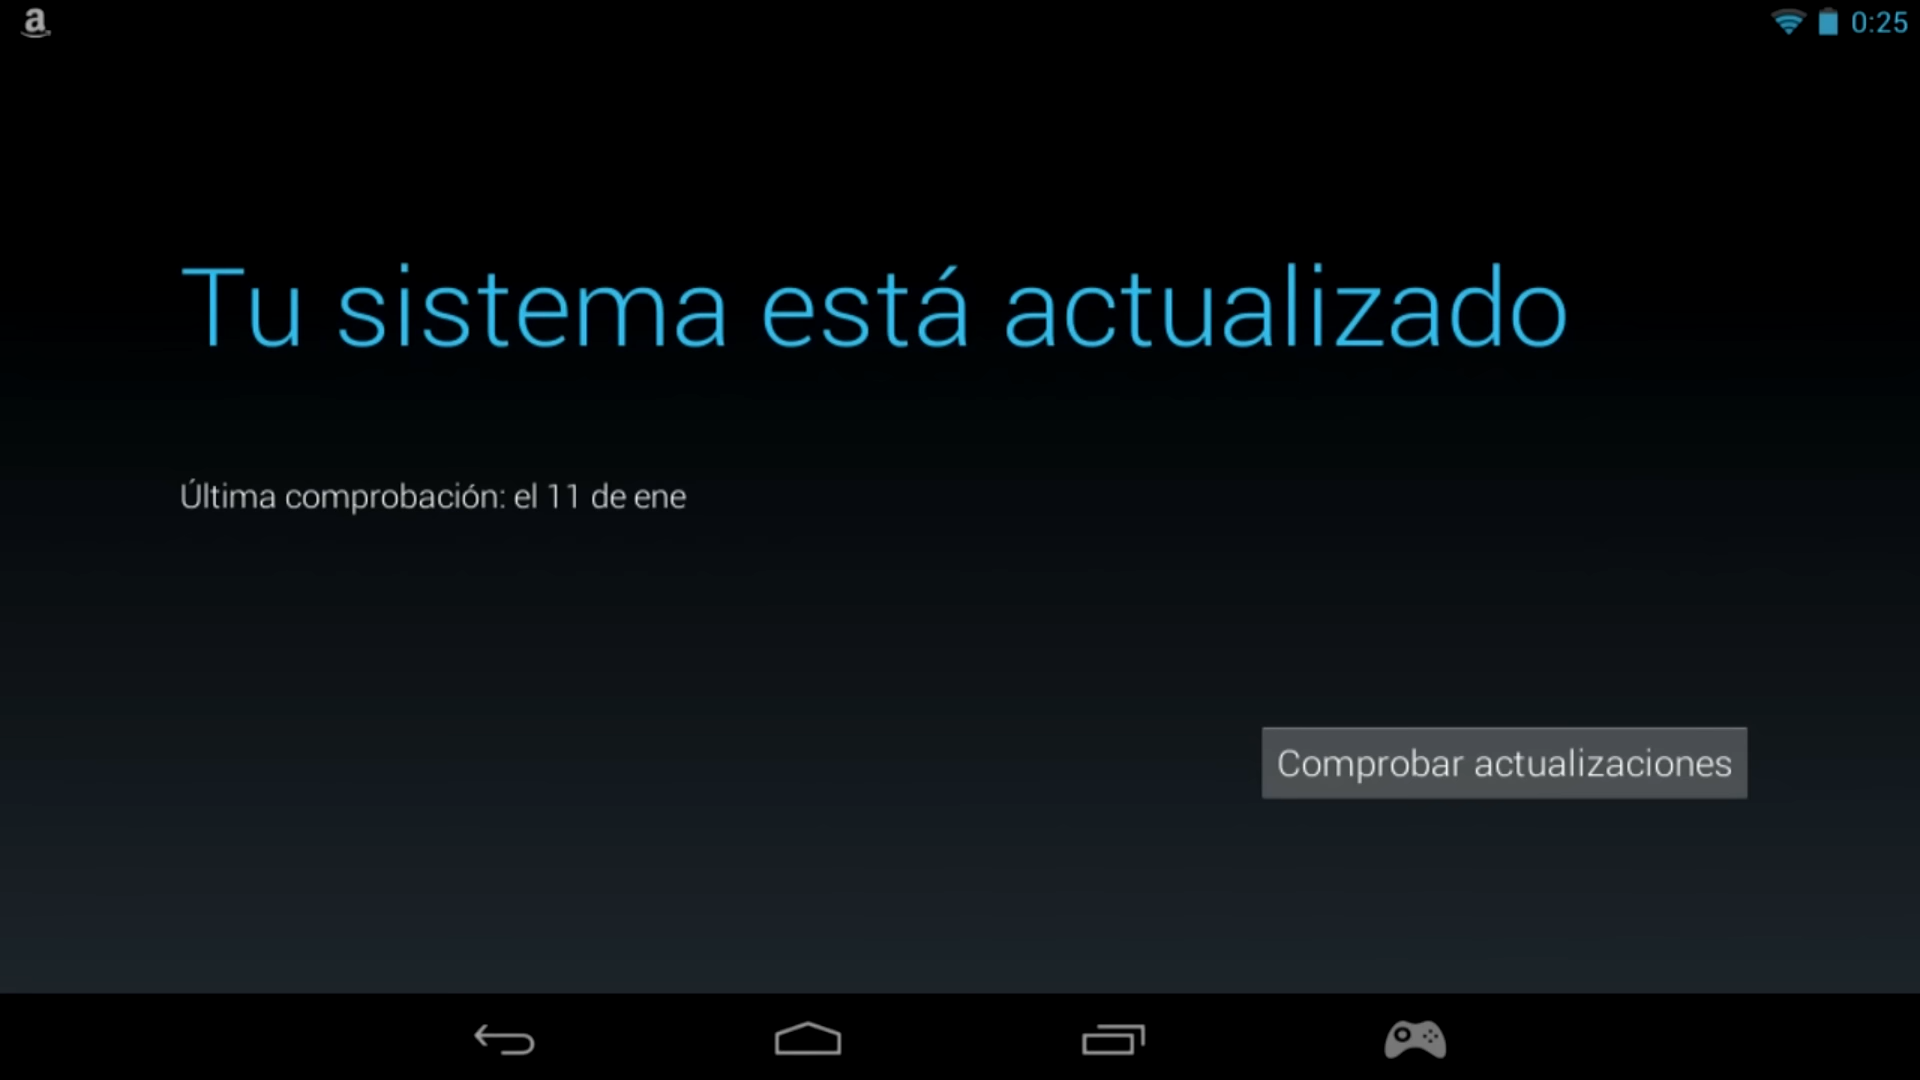 a
0:25
Tu sistema está actualizado
Última comprobación: el 11 de ene
Comprobar actualizaciones